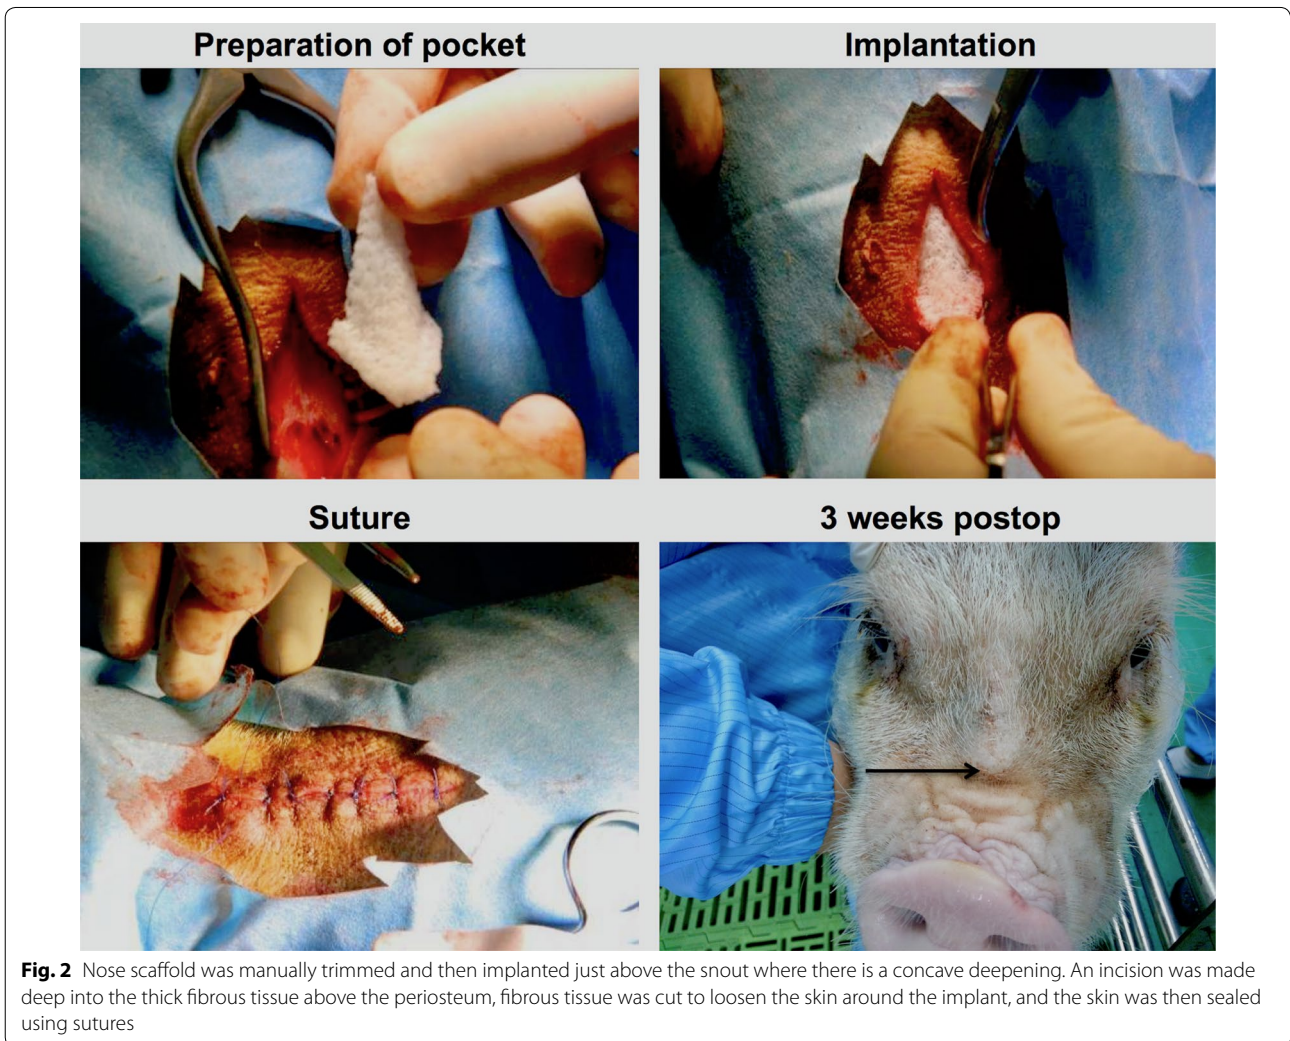 Preparation of pocket
Implantation
Suture
3 weeks postop
Fig. 2 Nose scaffold was manually trimmed and then implanted just above the snout where there is a concave deepening. An incision was made
deep into the thick fibrous tissue above the periosteum, fibrous tissue was cut to loosen the skin around the implant, and the skin was then sealed
using sutures